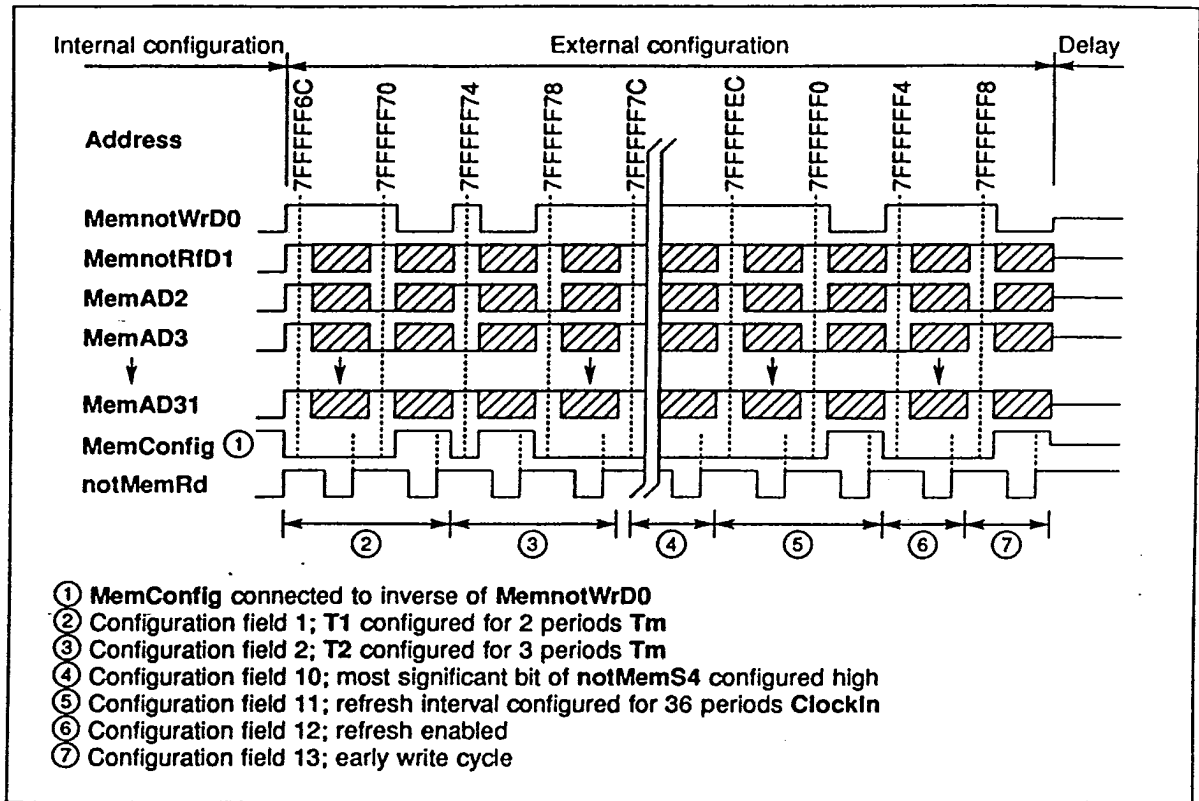 Internal configuration
External configuration
Delay
Address
7FFFFF6C
7FFFFF70
7FFFFF74
7FFFFF78
7FFFFF7C
7FFFFFEC
7FFFFFF0
7FFFFFF4
7FFFFFF8
MemnotWrD0
MemnotRfD1
MemAD2
MemAD3
MemAD31
MemConfig ①
notMemRd
② ③ ④ ⑤ ⑥ ⑦
① MemConfig connected to inverse of MemnotWrD0
② Configuration field 1; T1 configured for 2 periods Tm
③ Configuration field 2; T2 configured for 3 periods Tm
④ Configuration field 10; most significant bit of notMemS4 configured high
⑤ Configuration field 11; refresh interval configured for 36 periods ClockIn
⑥ Configuration field 12; refresh enabled
⑦ Configuration field 13; early write cycle